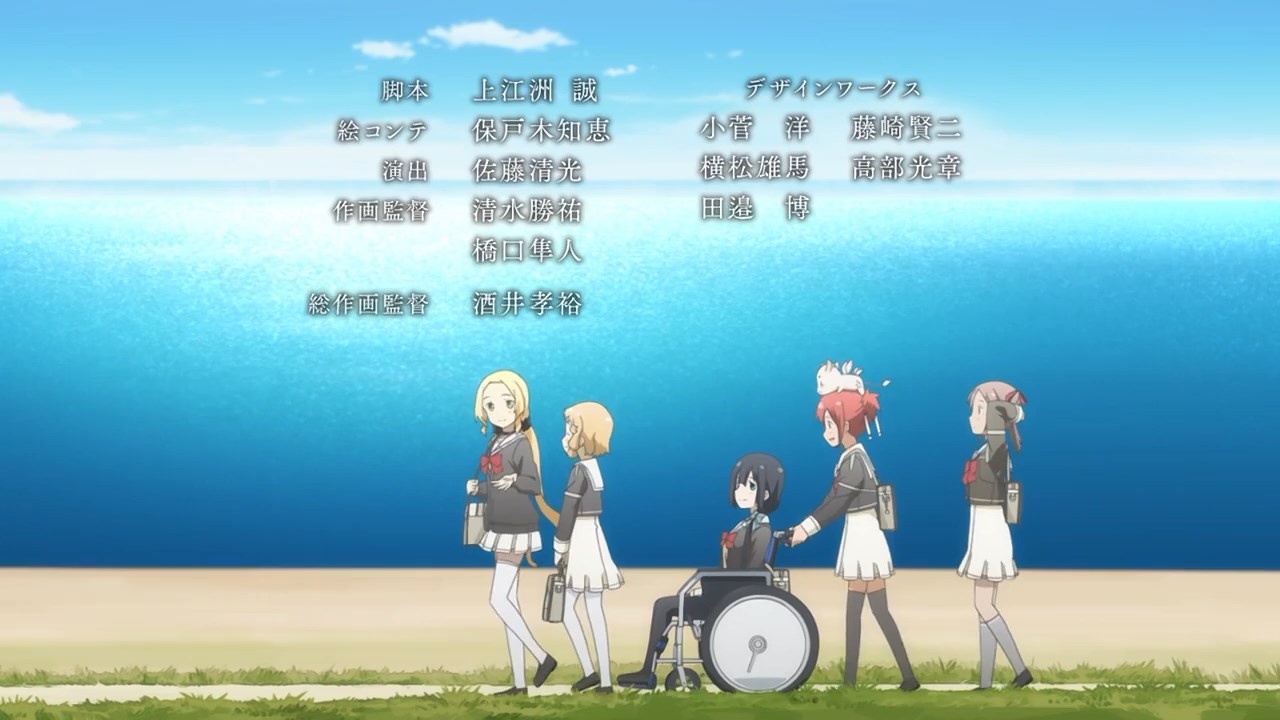 脚本 上江洲 誠
絵コンテ 保戸木知恵
演出 佐藤清光
作画監督 清水勝祐
橋口隼人
総作画監督 酒井孝裕
デザインワークス
小菅 洋 藤崎賢二
横松雄馬 高部光章
田邉 博